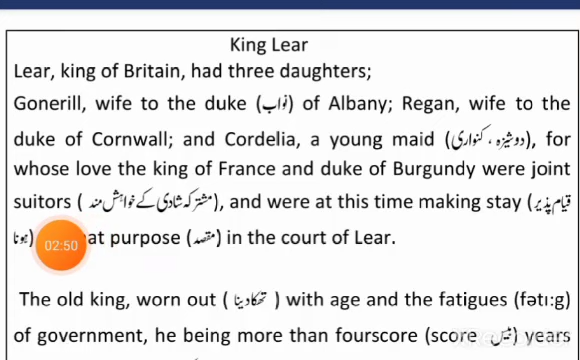 King Lear
Lear, king of Britain, had three daughters;
Gonerill, wife to the duke (نواب) of Albany; Regan, wife to the
duke of Cornwall; and Cordelia, a young maid (دوشیزہ، کنواری), for
whose love the king of France and duke of Burgundy were joint
suitors (مشترکہ شادی کے خواہش مند), and were at this time making stay (قیام پذیر
ہونا) 02:50 at purpose (مقصد) in the court of Lear.
The old king, worn out (تھکا دینا) with age and the fatigues (fətɪ:g)
of government, he being more than fourscore (score بیس) years